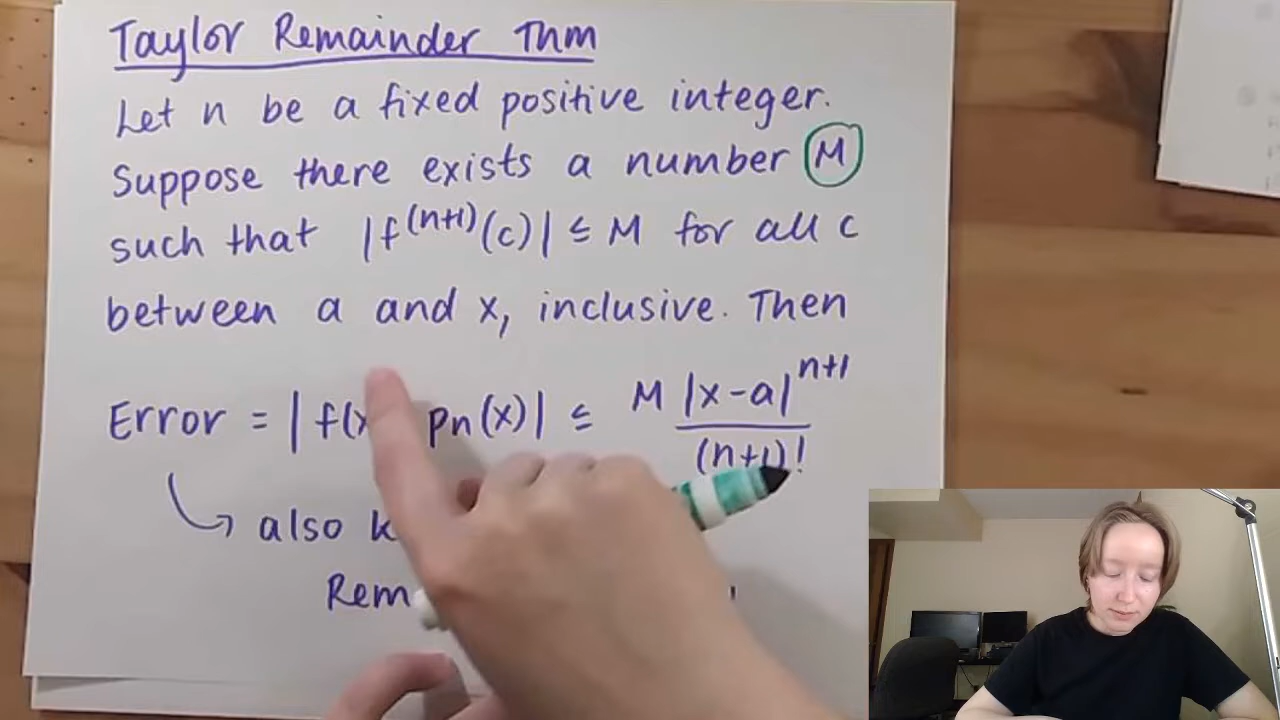 Taylor Remainder Thm
Let n be a fixed positive integer.
Suppose there exists a number M
such that |f^(n+1)(c)| ≤ M for all c
between a and x, inclusive. Then
Error = | f(x pn(x)| ≤ M |x-a|^n+1 / (n+1)!
also